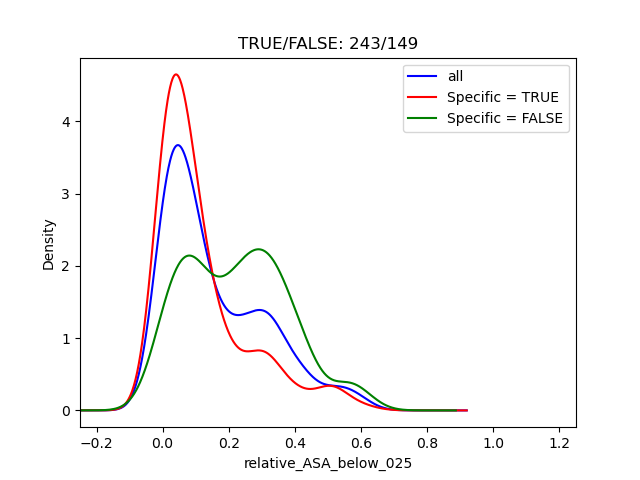 TRUE/FALSE: 243/149
all
Specific = TRUE
Specific = FALSE
Density
4
3
2
1
0
−0.2 0.0 0.2 0.4 0.6 0.8 1.0 1.2
relative_ASA_below_025